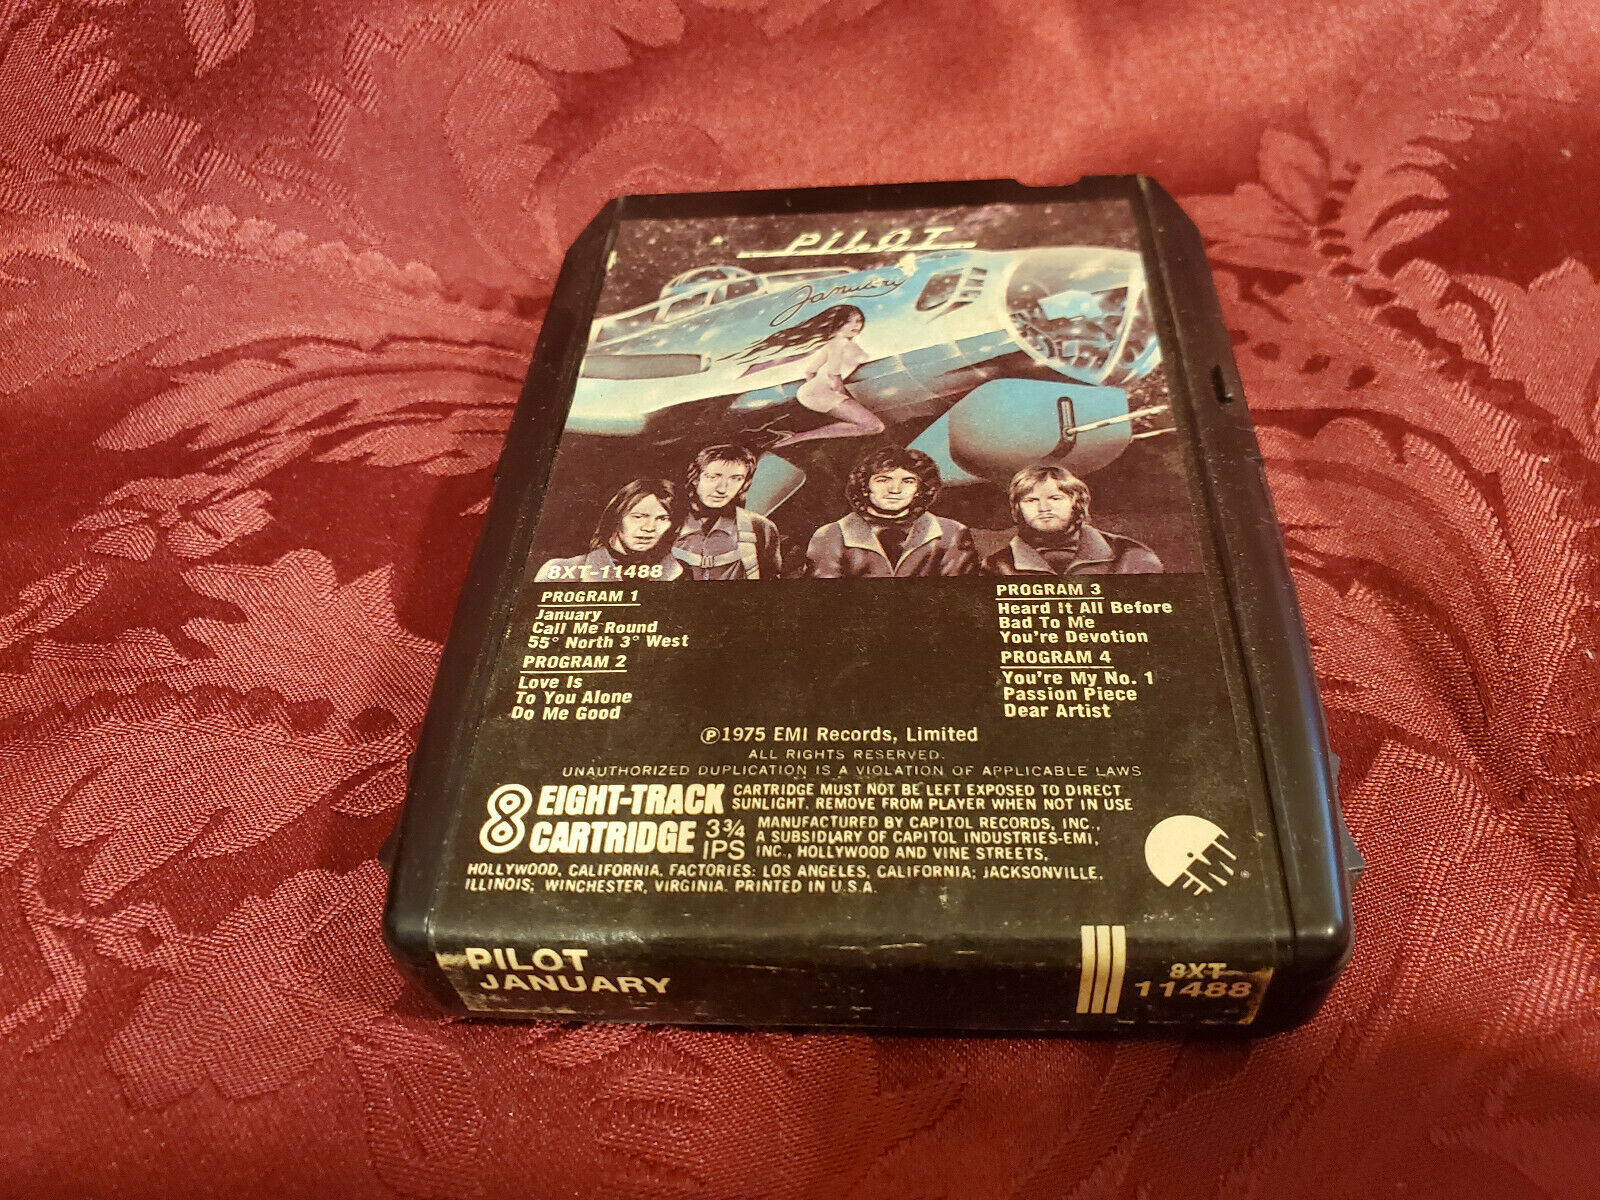 PILOT
January
8XT-11488
PROGRAM 1
January
Call Me Round
55° North 3° West
PROGRAM 2
Love Is
To You Alone
Do Me Good
PROGRAM 3
Heard It All Before
Bad To Me
You're Devotion
PROGRAM 4
You're My No. 1
Passion Piece
Dear Artist
℗1975 EMI Records, Limited
ALL RIGHTS RESERVED.
UNAUTHORIZED DUPLICATION IS A VIOLATION OF APPLICABLE LAWS
8 EIGHT-TRACK
CARTRIDGE 3¾ IPS
CARTRIDGE MUST NOT BE LEFT EXPOSED TO DIRECT
SUNLIGHT. REMOVE FROM PLAYER WHEN NOT IN USE
MANUFACTURED BY CAPITOL RECORDS, INC.,
A SUBSIDIARY OF CAPITOL INDUSTRIES-EMI,
INC., HOLLYWOOD AND VINE STREETS,
HOLLYWOOD, CALIFORNIA. FACTORIES: LOS ANGELES, CALIFORNIA; JACKSONVILLE,
ILLINOIS; WINCHESTER, VIRGINIA. PRINTED IN U.S.A.
EMI®
PILOT
JANUARY
8XT-
11488